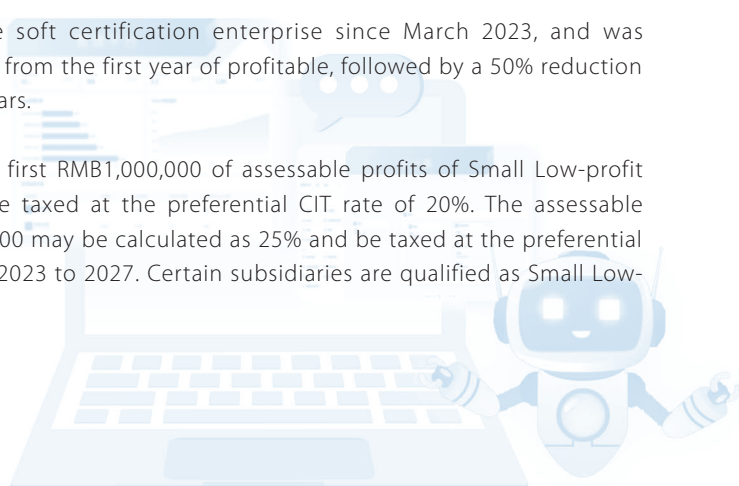 soft certification enterprise since March 2023, and was
from the first year of profitable, followed by a 50% reduction
first RMB1,000,000 of assessable profits of Small Low-profit
taxed at the preferential CIT rate of 20%. The assessable
00 may be calculated as 25% and be taxed at the preferential
2023 to 2027. Certain subsidiaries are qualified as Small Low-